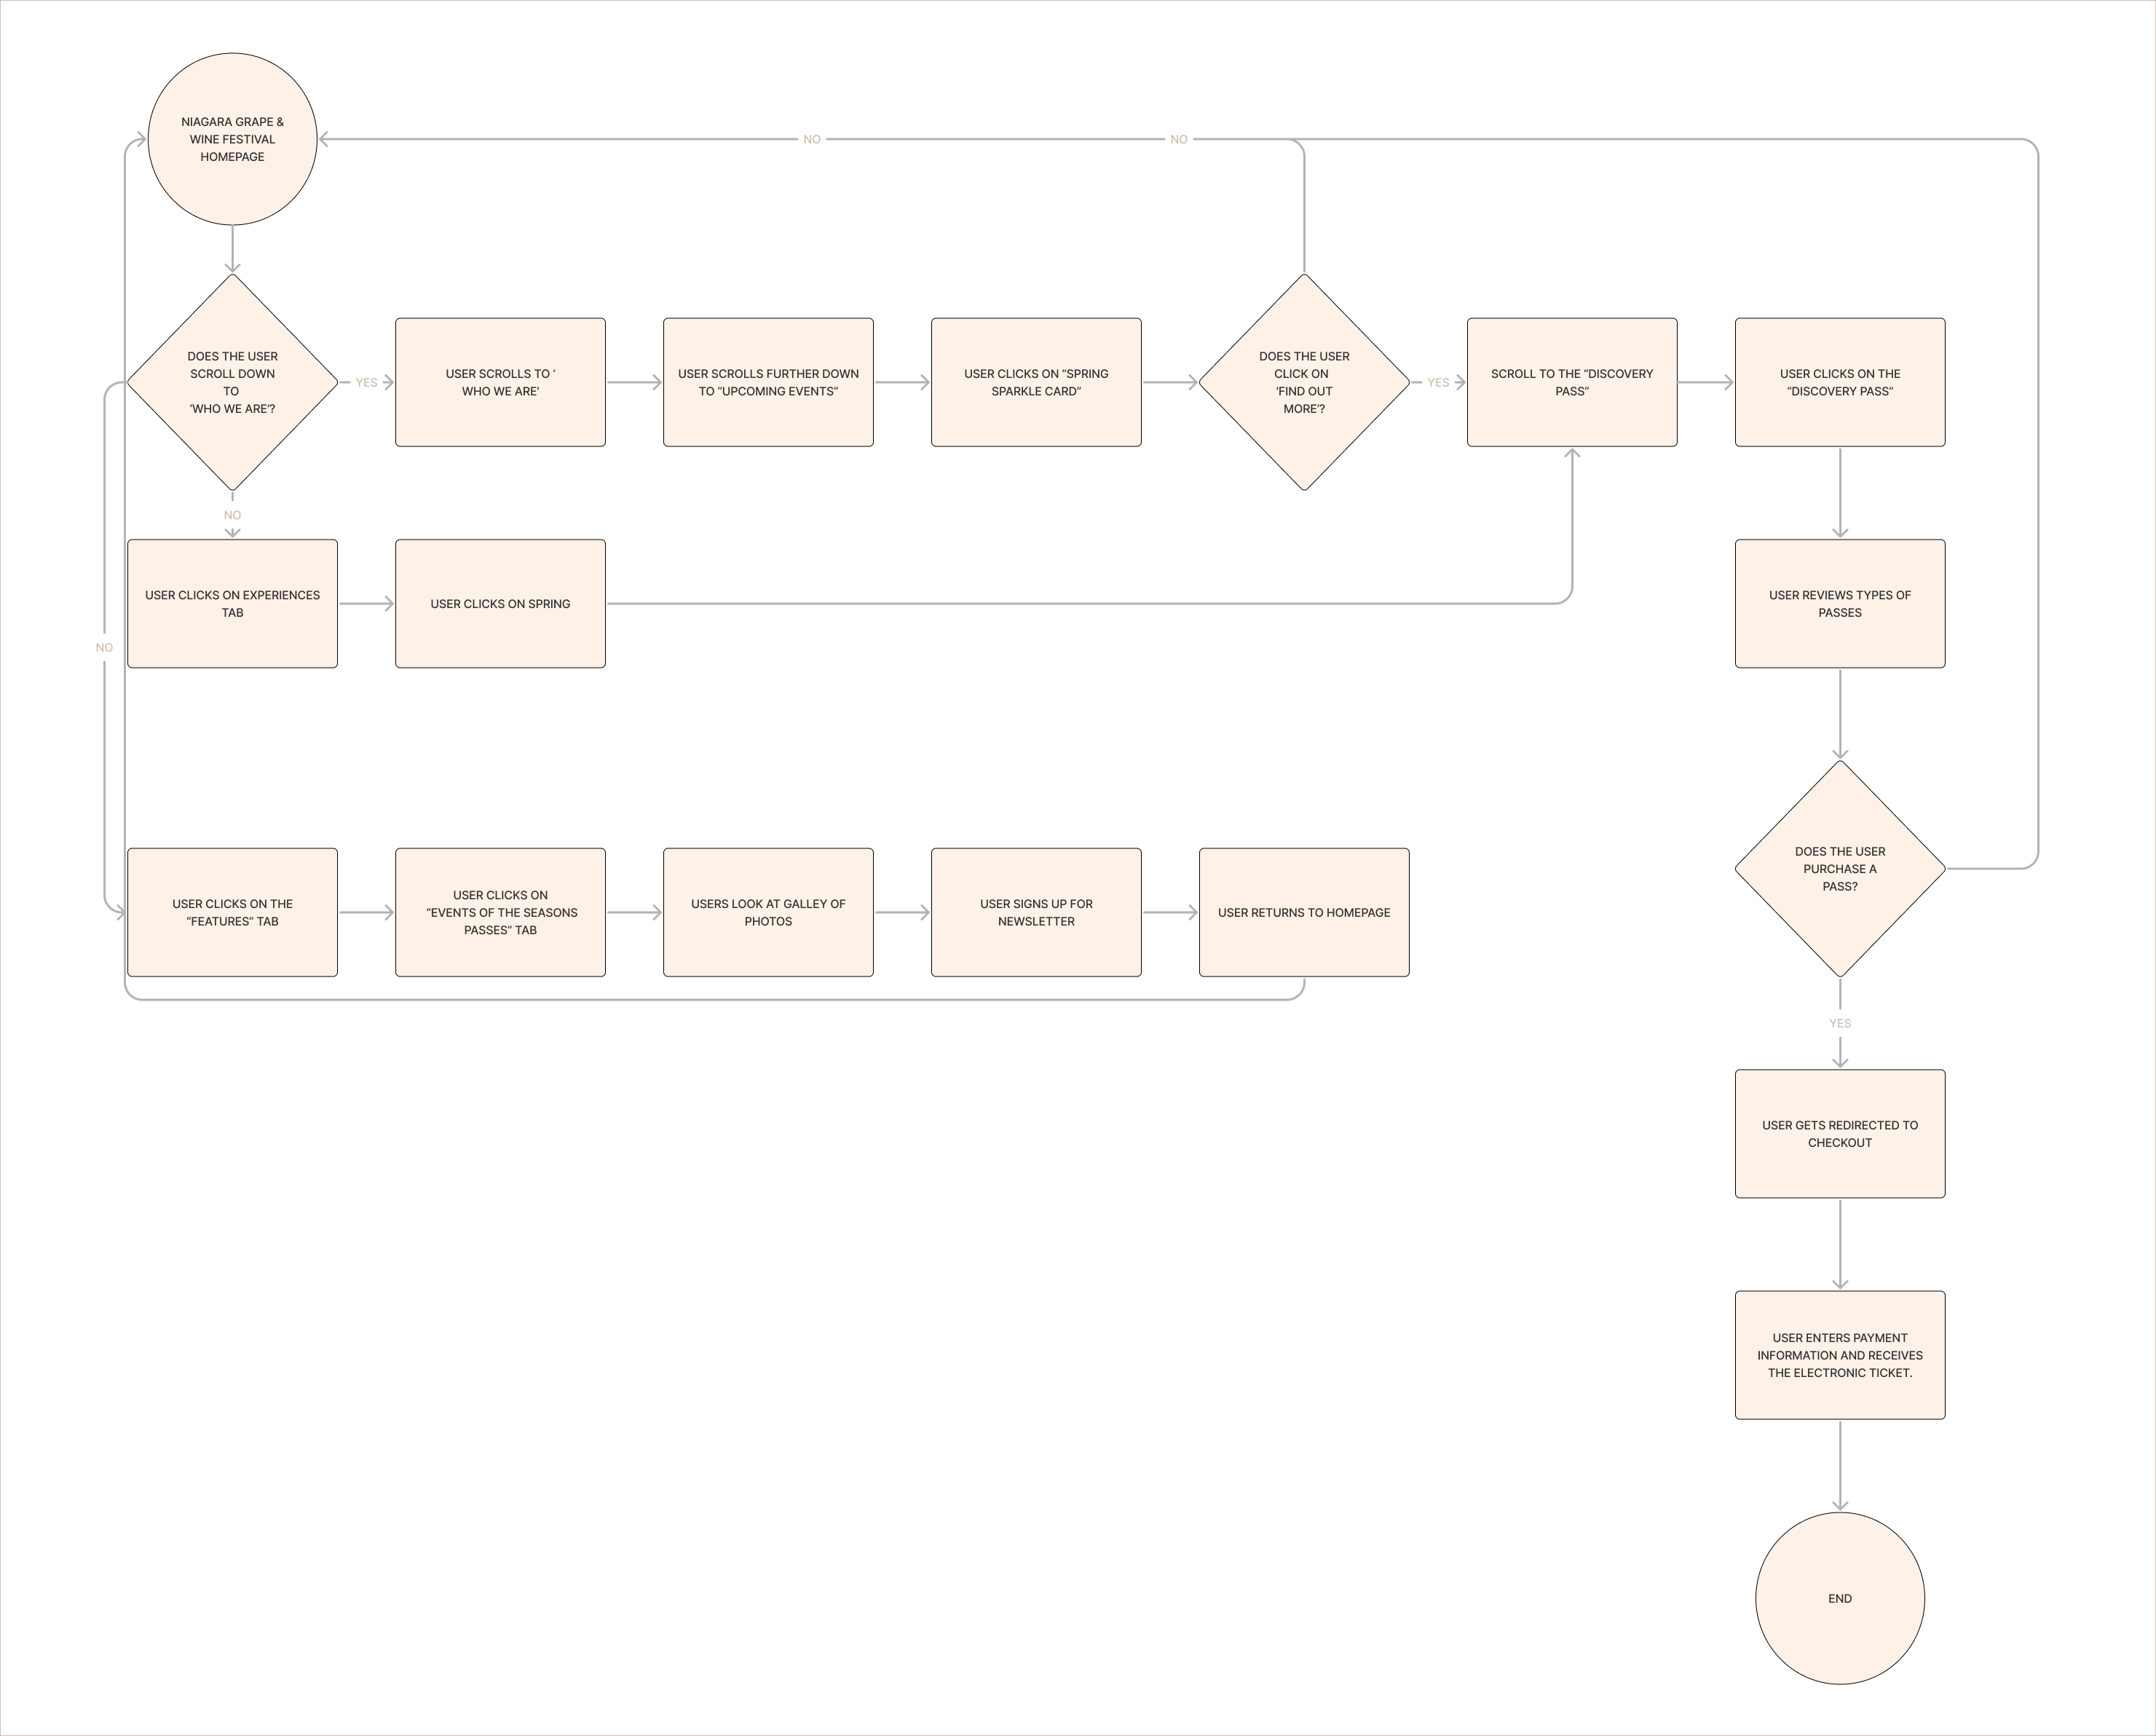 NIAGARA GRAPE &
WINE FESTIVAL
HOMEPAGE
NO
NO
DOES THE USER
SCROLL DOWN
TO
‘WHO WE ARE’?
YES
USER SCROLLS TO ‘
WHO WE ARE’
USER SCROLLS FURTHER DOWN
TO “UPCOMING EVENTS”
USER CLICKS ON “SPRING
SPARKLE CARD”
DOES THE USER
CLICK ON
‘FIND OUT
MORE’?
YES
SCROLL TO THE “DISCOVERY
PASS”
USER CLICKS ON THE
“DISCOVERY PASS”
NO
USER CLICKS ON EXPERIENCES
TAB
USER CLICKS ON SPRING
USER REVIEWS TYPES OF
PASSES
NO
DOES THE USER
PURCHASE A
PASS?
USER CLICKS ON THE
“FEATURES” TAB
USER CLICKS ON
“EVENTS OF THE SEASONS
PASSES” TAB
USERS LOOK AT GALLEY OF
PHOTOS
USER SIGNS UP FOR
NEWSLETTER
USER RETURNS TO HOMEPAGE
YES
USER GETS REDIRECTED TO
CHECKOUT
USER ENTERS PAYMENT
INFORMATION AND RECEIVES
THE ELECTRONIC TICKET.
END